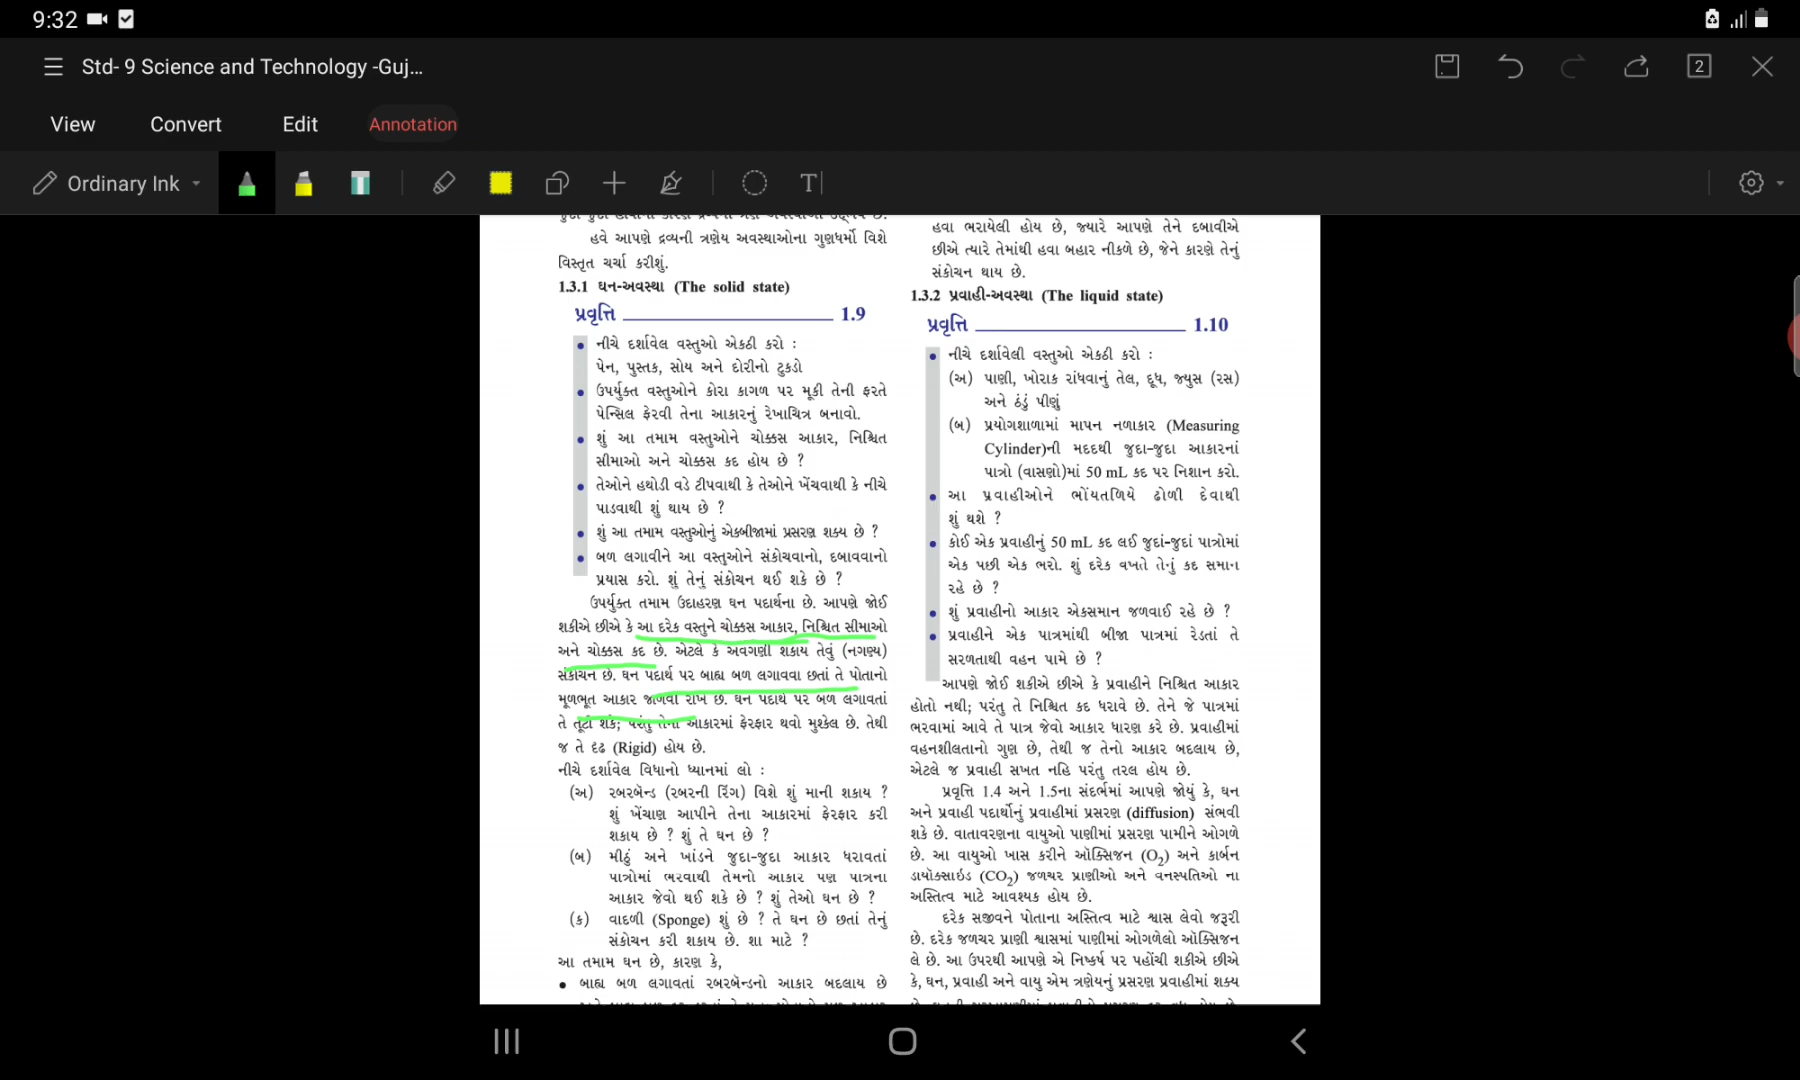 9:32
Std- 9 Science and Technology -Guj...
2
View
Convert
Edit
Annotation
Ordinary Ink
T
હવે આપણે દ્રવ્યની ત્રણેય અવસ્થાઓના ગુણધર્મો વિશે
વિસ્તૃત ચર્ચા કરીશું.
1.3.1 ઘન-અવસ્થા (The solid state)
પ્રવૃત્તિ 1.9
• નીચે દર્શાવેલ વસ્તુઓ એકઠી કરો :
પેન, પુસ્તક, સોય અને દોરીનો ટુકડો
• ઉપર્યુક્ત વસ્તુઓને કોરા કાગળ પર મૂકી તેની ફરતે
પેન્સિલ ફેરવી તેના આકારનું રેખાચિત્ર બનાવો.
• શું આ તમામ વસ્તુઓને ચોક્કસ આકાર, નિશ્ચિત
સીમાઓ અને ચોક્કસ કદ હોય છે ?
• તેઓને હથોડી વડે ટીપવાથી કે તેઓને ખેંચવાથી કે નીચે
પાડવાથી શું થાય છે ?
• શું આ તમામ વસ્તુઓનું એકબીજામાં પ્રસરણ શક્ય છે ?
• બળ લગાવીને આ વસ્તુઓને સંકોચવાનો, દબાવવાનો
પ્રયાસ કરો. શું તેનું સંકોચન થઈ શકે છે ?
ઉપર્યુક્ત તમામ ઉદાહરણ ઘન પદાર્થના છે. આપણે જોઈ
શકીએ છીએ કે આ દરેક વસ્તુને ચોક્કસ આકાર, નિશ્ચિત સીમાઓ
અને ચોક્કસ કદ છે. એટલે કે અવગણી શકાય તેવું (નગણ્ય)
સંકોચન છે. ઘન પદાર્થ પર બાહ્ય બળ લગાવવા છતાં તે પોતાનો
મૂળભૂત આકાર જાળવી રાખે છે. ઘન પદાર્થ પર બળ લગાવતાં
તે તૂટી શકે; પરંતુ તેના આકારમાં ફેરફાર થવો મુશ્કેલ છે. તેથી
જ તે દૃઢ (Rigid) હોય છે.
નીચે દર્શાવેલ વિધાનો ધ્યાનમાં લો :
(અ) રબરબૅન્ડ (રબરની રિંગ) વિશે શું માની શકાય ?
શું ખેંચાણ આપીને તેના આકારમાં ફેરફાર કરી
શકાય છે ? શું તે ઘન છે ?
(બ) મીઠું અને ખાંડને જુદા-જુદા આકાર ધરાવતાં
પાત્રોમાં ભરવાથી તેમનો આકાર પણ પાત્રના
આકાર જેવો થઈ શકે છે ? શું તેઓ ઘન છે ?
(ક) વાદળી (Sponge) શું છે ? તે ઘન છે છતાં તેનું
સંકોચન કરી શકાય છે. શા માટે ?
આ તમામ ઘન છે, કારણ કે,
• બાહ્ય બળ લગાવતાં રબરબૅન્ડનો આકાર બદલાય છે
હવા ભરાયેલી હોય છે, જ્યારે આપણે તેને દબાવીએ
છીએ ત્યારે તેમાંથી હવા બહાર નીકળે છે, જેને કારણે તેનું
સંકોચન થાય છે.
1.3.2 પ્રવાહી-અવસ્થા (The liquid state)
પ્રવૃત્તિ 1.10
• નીચે દર્શાવેલી વસ્તુઓ એકઠી કરો :
(અ) પાણી, ખોરાક રાંધવાનું તેલ, દૂધ, જ્યુસ (રસ)
અને ઠંડું પીણું
(બ) પ્રયોગશાળામાં માપન નળાકાર (Measuring
Cylinder)ની મદદથી જુદા-જુદા આકારનાં
પાત્રો (વાસણો)માં 50 mL કદ પર નિશાન કરો.
• આ પ્રવાહીઓને ભોંયતળિયે ઢોળી દેવાથી
શું થશે ?
• કોઈ એક પ્રવાહીનું 50 mL કદ લઈ જુદાં-જુદાં પાત્રોમાં
એક પછી એક ભરો. શું દરેક વખતે તેનું કદ સમાન
રહે છે ?
• શું પ્રવાહીનો આકાર એકસમાન જળવાઈ રહે છે ?
• પ્રવાહીને એક પાત્રમાંથી બીજા પાત્રમાં રેડતાં તે
સરળતાથી વહન પામે છે ?
આપણે જોઈ શકીએ છીએ કે પ્રવાહીને નિશ્ચિત આકાર
હોતો નથી; પરંતુ તે નિશ્ચિત કદ ધરાવે છે. તેને જે પાત્રમાં
ભરવામાં આવે તે પાત્ર જેવો આકાર ધારણ કરે છે. પ્રવાહીમાં
વહનશીલતાનો ગુણ છે, તેથી જ તેનો આકાર બદલાય છે,
એટલે જ પ્રવાહી સખત નહિ પરંતુ તરલ હોય છે.
પ્રવૃત્તિ 1.4 અને 1.5ના સંદર્ભમાં આપણે જોયું કે, ઘન
અને પ્રવાહી પદાર્થોનું પ્રવાહીમાં પ્રસરણ (diffusion) સંભવી
શકે છે. વાતાવરણના વાયુઓ પાણીમાં પ્રસરણ પામીને ઓગળે
છે. આ વાયુઓ ખાસ કરીને ઑક્સિજન (O₂) અને કાર્બન
ડાયૉક્સાઇડ (CO₂) જળચર પ્રાણીઓ અને વનસ્પતિઓ ના
અસ્તિત્વ માટે આવશ્યક હોય છે.
દરેક સજીવને પોતાના અસ્તિત્વ માટે શ્વાસ લેવો જરૂરી
છે. દરેક જળચર પ્રાણી શ્વાસમાં પાણીમાં ઓગળેલો ઑક્સિજન
લે છે. આ ઉપરથી આપણે એ નિષ્કર્ષ પર પહોંચી શકીએ છીએ
કે, ઘન, પ્રવાહી અને વાયુ એમ ત્રણેયનું પ્રસરણ પ્રવાહીમાં શક્ય